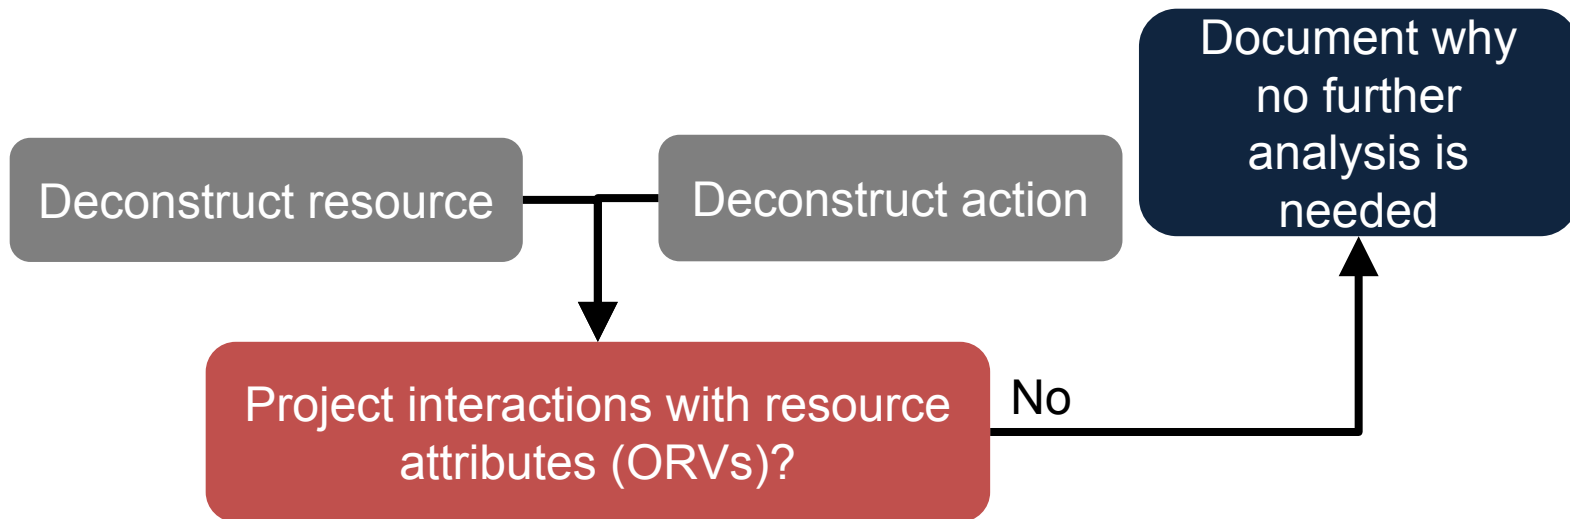 Document why
no further
analysis is
needed
Deconstruct resource
Deconstruct action
Project interactions with resource
attributes (ORVs)?
No